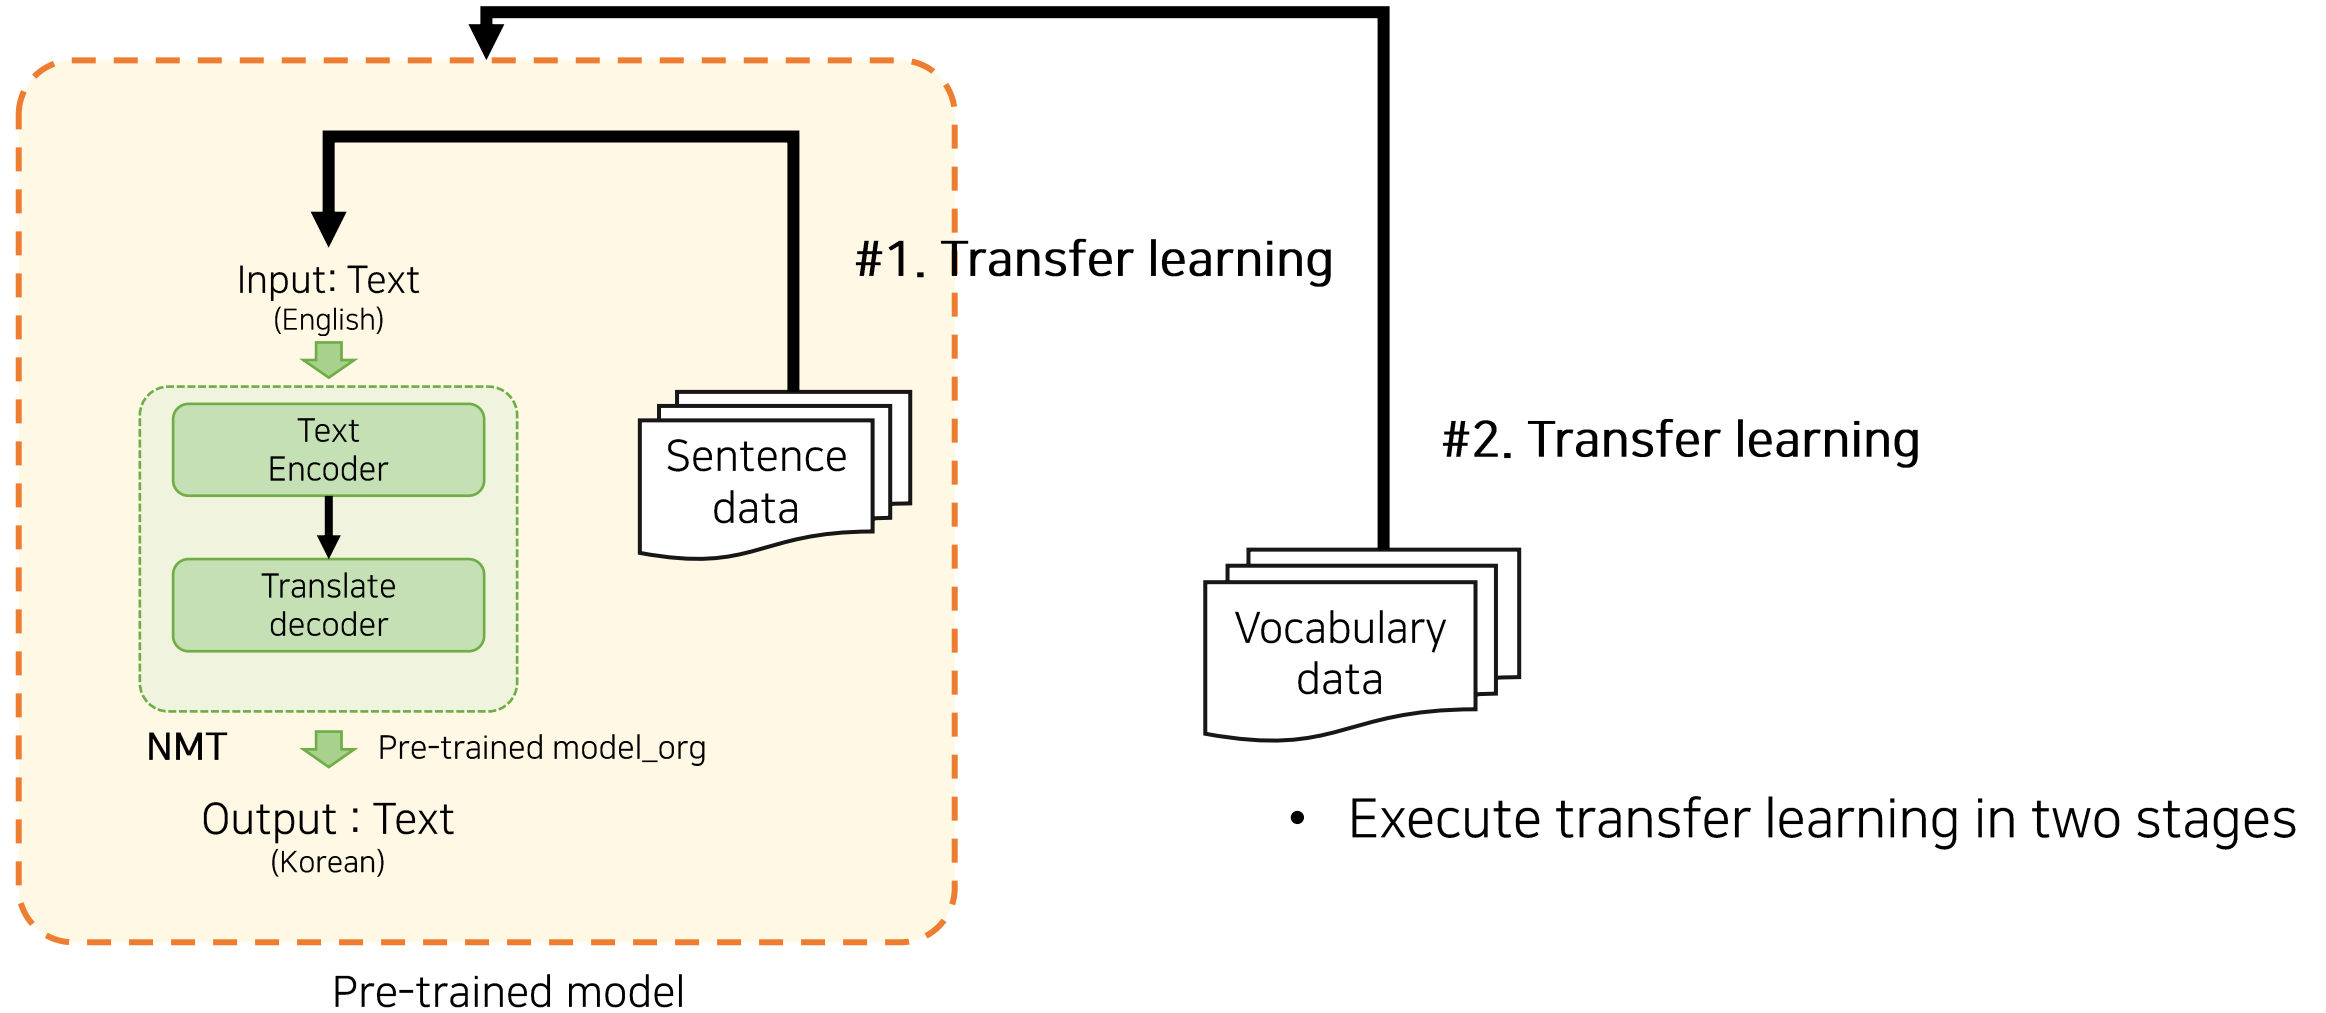 #1. Transfer learning
Input: Text
(English)
Text
Encoder
Translate
decoder
Sentence
data
NMT
Pre-trained model_org
Output : Text
(Korean)
Pre-trained model
#2. Transfer learning
Vocabulary
data
• Execute transfer learning in two stages